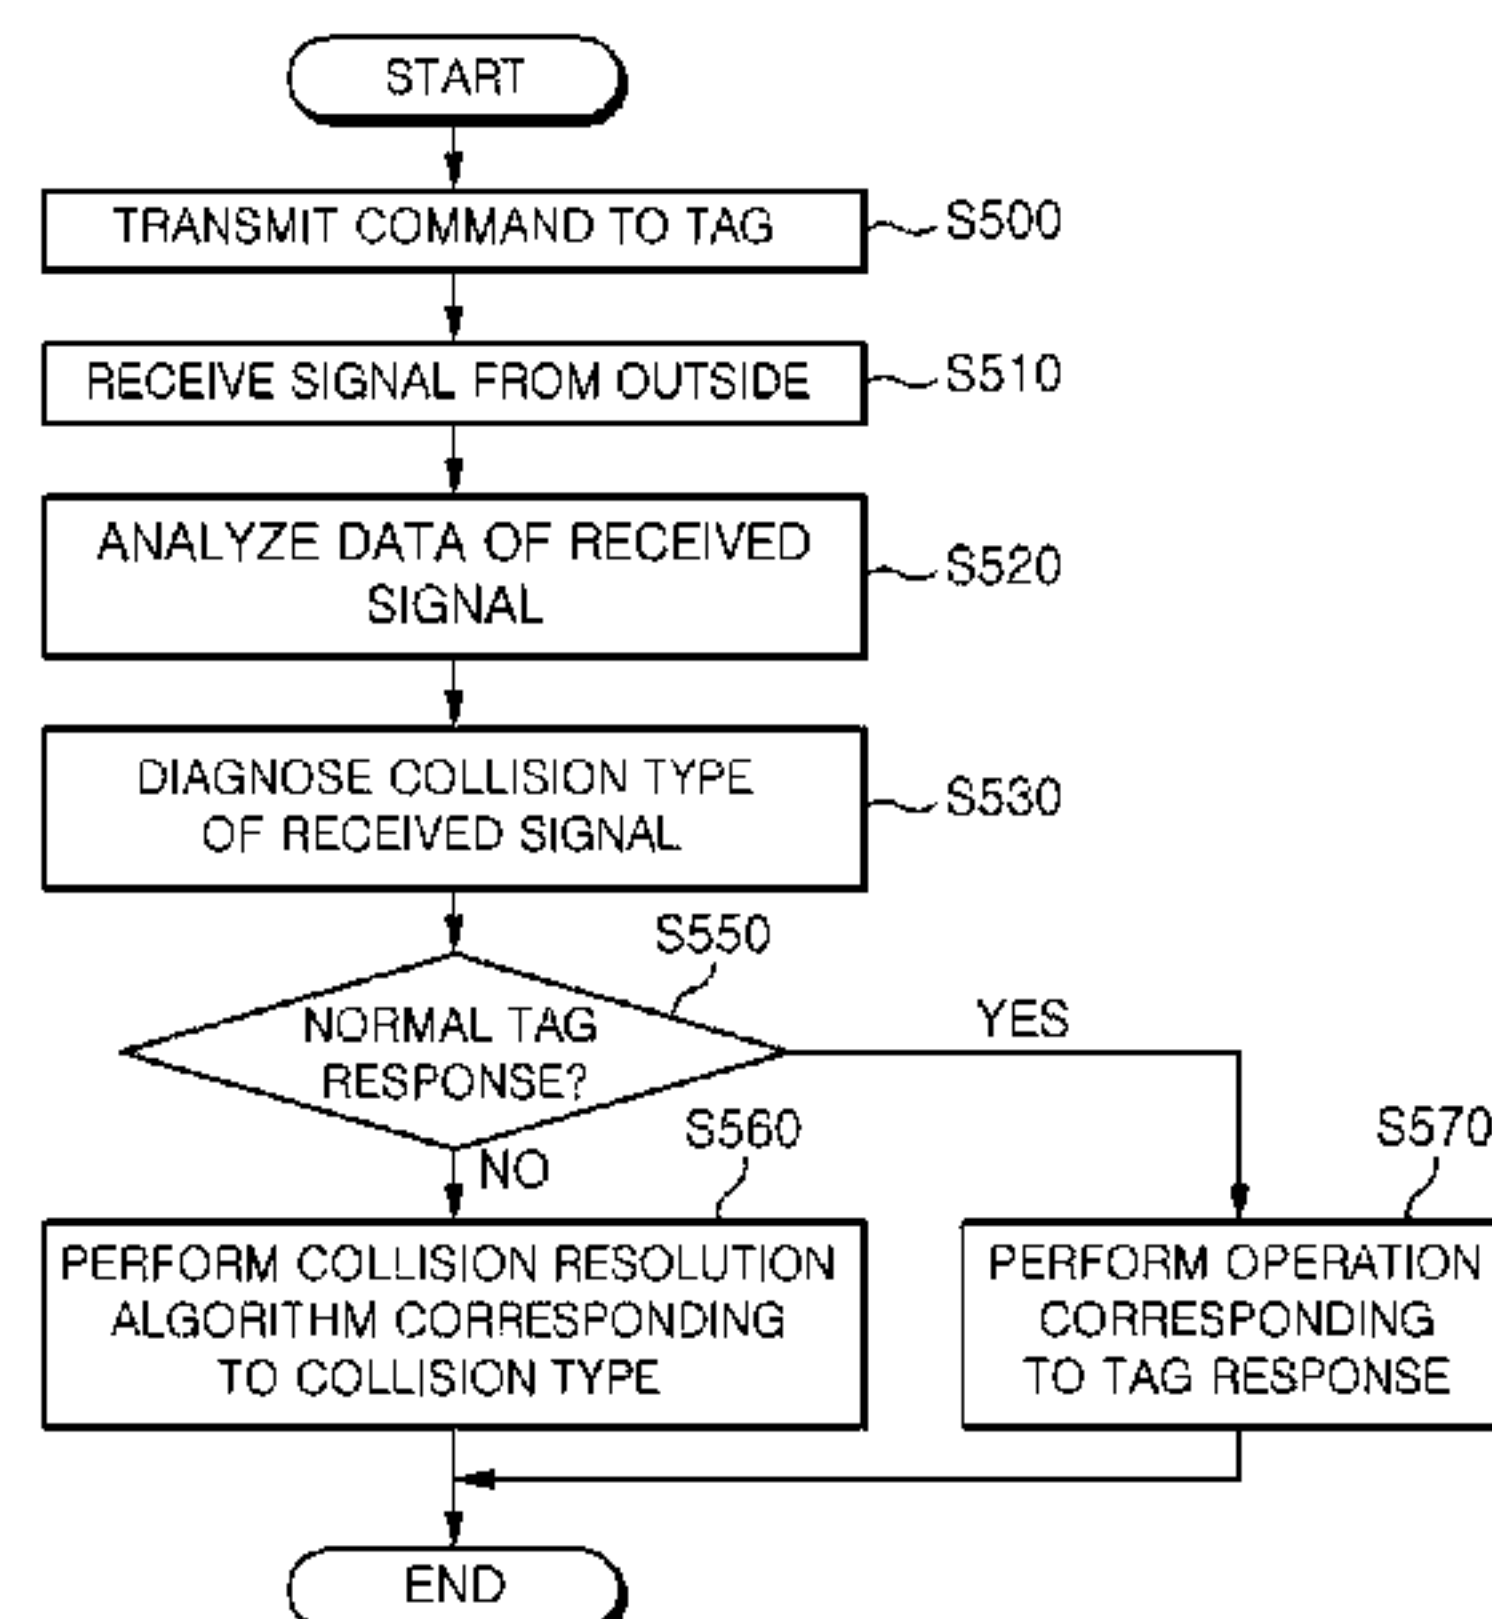 START
TRANSMIT COMMAND TO TAG
S500
RECEIVE SIGNAL FROM OUTSIDE
S510
ANALYZE DATA OF RECEIVED
SIGNAL
S520
DIAGNOSE COLLISION TYPE
OF RECEIVED SIGNAL
S530
S550
NORMAL TAG
RESPONSE?
YES
NO
S560
PERFORM COLLISION RESOLUTION
ALGORITHM CORRESPONDING
TO COLLISION TYPE
S570
PERFORM OPERATION
CORRESPONDING
TO TAG RESPONSE
END